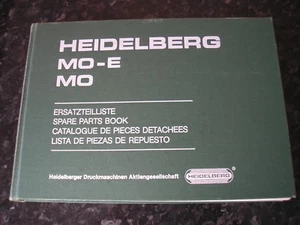 HEIDELBERG
MO-E
MO
ERSATZTEILLISTE
SPARE PARTS BOOK
CATALOGUE DE PIECES DETACHEES
LISTA DE PIEZAS DE REPUESTO
Heidelberger Druckmaschinen Aktiengesellschaft
HEIDELBERG